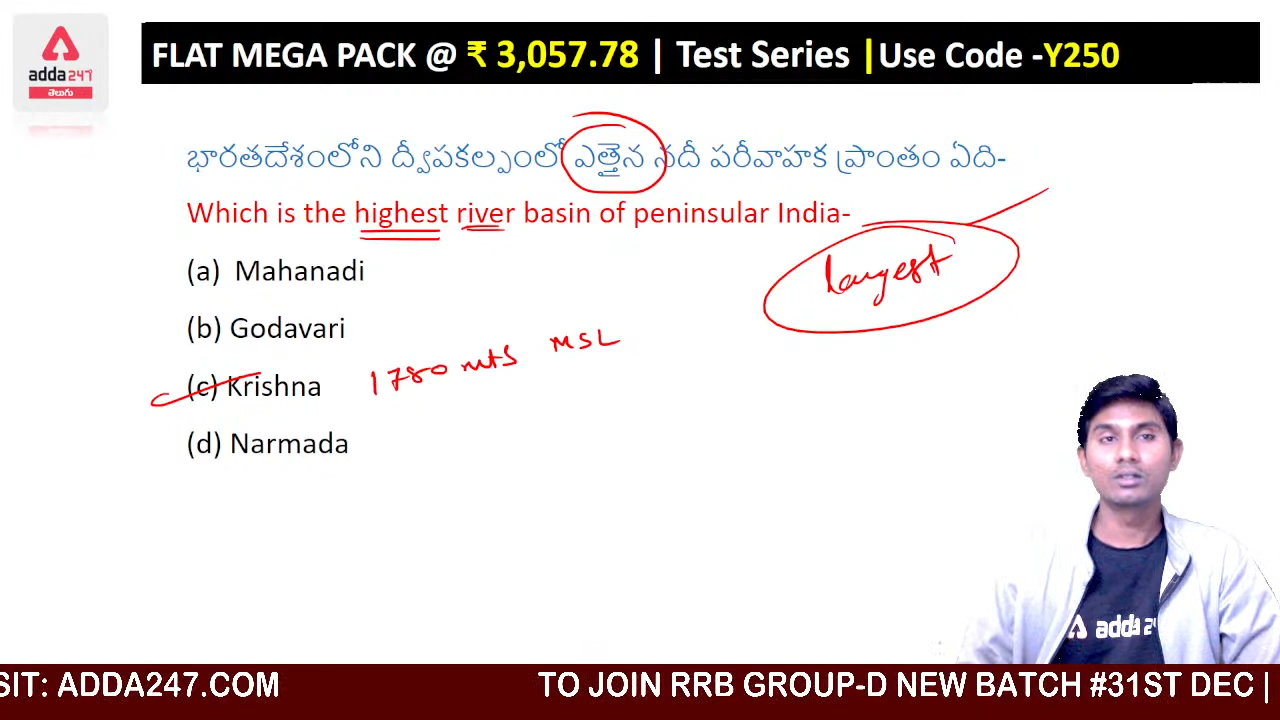 FLAT MEGA PACK @ ₹ 3,057.78 | Test Series |Use Code -Y250
adda247
తెలుగు
భారతదేశంలోని ద్వీపకల్పంలో ఎత్తైన నదీ పరీవాహక ప్రాంతం ఏది-
Which is the highest river basin of peninsular India-
largest
(a) Mahanadi
(b) Godavari
(c) Krishna 1780 mts MSL
(d) Narmada
adda 24
SIT: ADDA247.COM TO JOIN RRB GROUP-D NEW BATCH #31ST DEC |